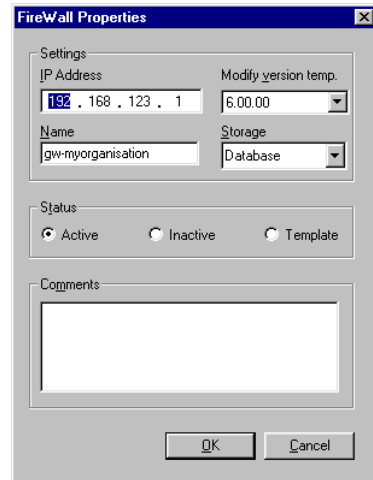 FireWall Properties
Settings
IP Address Modify version temp.
192 . 168 . 123 . 1 6.00.00
Name Storage
gw-myorganisation Database
Status
Active Inactive Template
Comments
OK Cancel